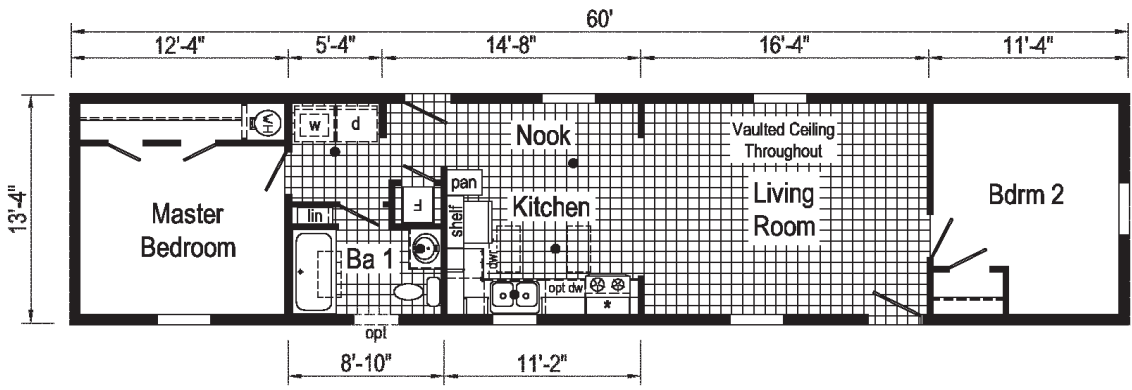 60'
12'-4" 5'-4" 14'-8" 16'-4" 11'-4"
13'-4"
WH
w d
Nook
Vaulted Ceiling
Throughout
pan
F
Master
Bedroom
lin
shelf
Kitchen
Living
Room
Bdrm 2
Ba 1
dw
opt dw
*
opt
8'-10" 11'-2"